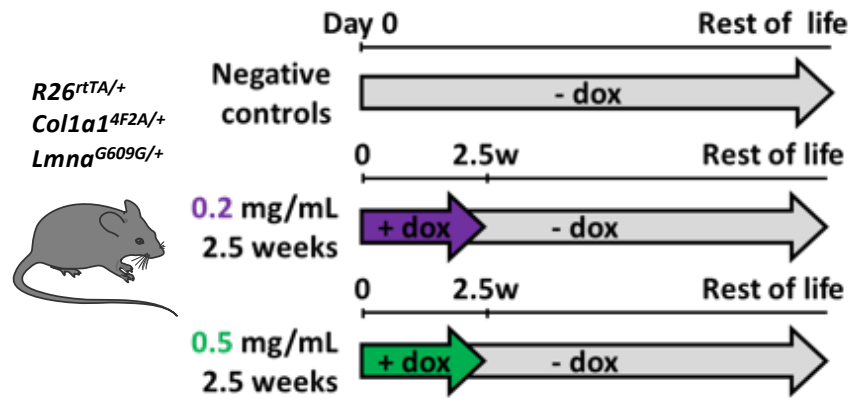 Day 0 Rest of life
Negative controls
- dox
R26rtTA/+
Col1a14F2A/+
LmnaG609G/+
0 2.5w Rest of life
0.2 mg/mL
2.5 weeks
+ dox - dox
0 2.5w Rest of life
0.5 mg/mL
2.5 weeks
+ dox - dox